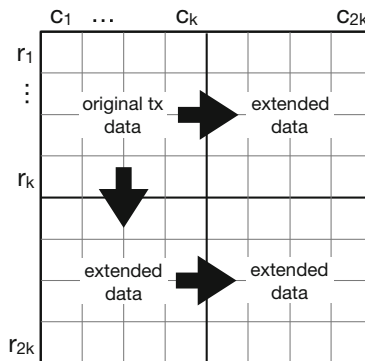 c1 ... ck c2k
r1
⋮
original tx data
extended data
rk
extended data
extended data
r2k